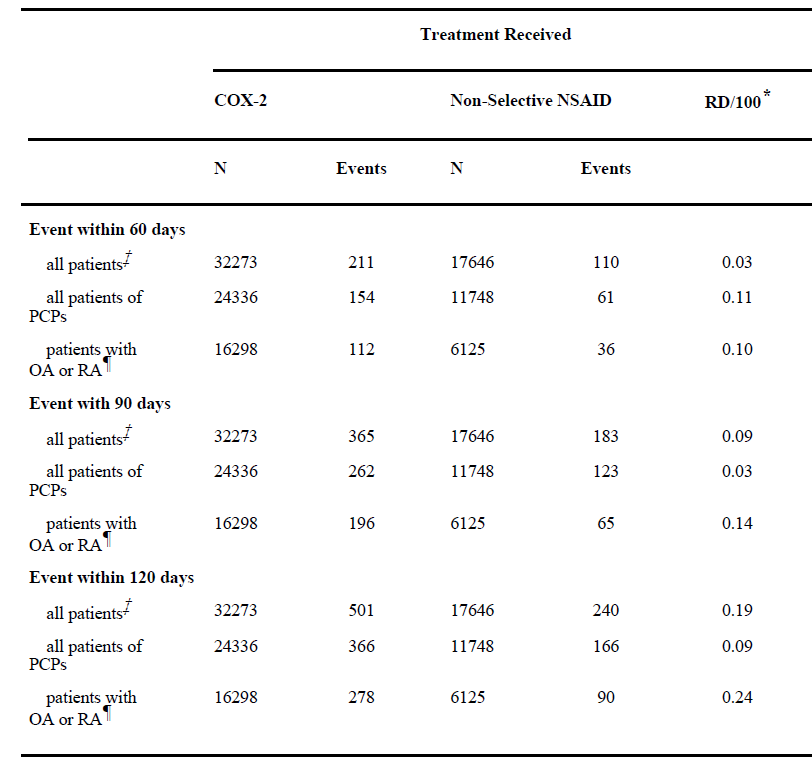 Treatment Received
COX-2 Non-Selective NSAID RD/100*
N Events N Events
Event within 60 days
all patients‡ 32273 211 17646 110 0.03
all patients of 24336 154 11748 61 0.11
PCPs
patients with 16298 112 6125 36 0.10
OA or RA¶
Event with 90 days
all patients‡ 32273 365 17646 183 0.09
all patients of 24336 262 11748 123 0.03
PCPs
patients with 16298 196 6125 65 0.14
OA or RA¶
Event within 120 days
all patients‡ 32273 501 17646 240 0.19
all patients of 24336 366 11748 166 0.09
PCPs
patients with 16298 278 6125 90 0.24
OA or RA¶